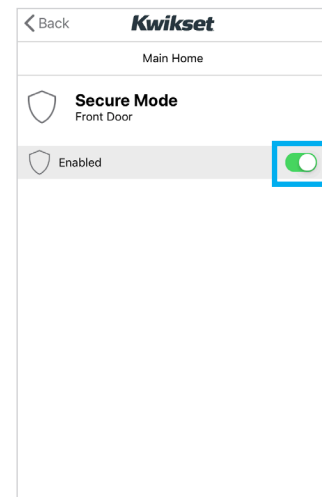 Back
Kwikset
Main Home
Secure Mode
Front Door
Enabled